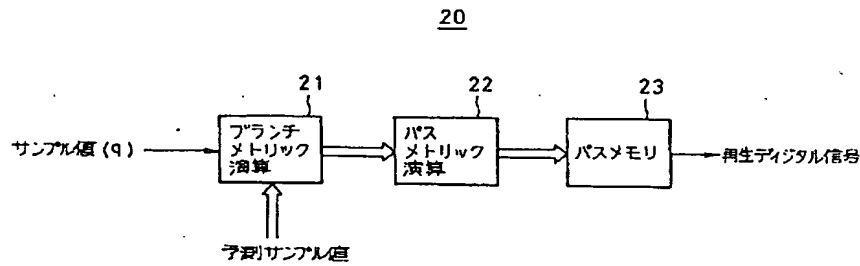 20
21
22
23
サンプル値(q)
ブランチ
メトリック
演算
パス
メトリック
演算
パスメモリ
再生ディジタル信号
予測サンプル値